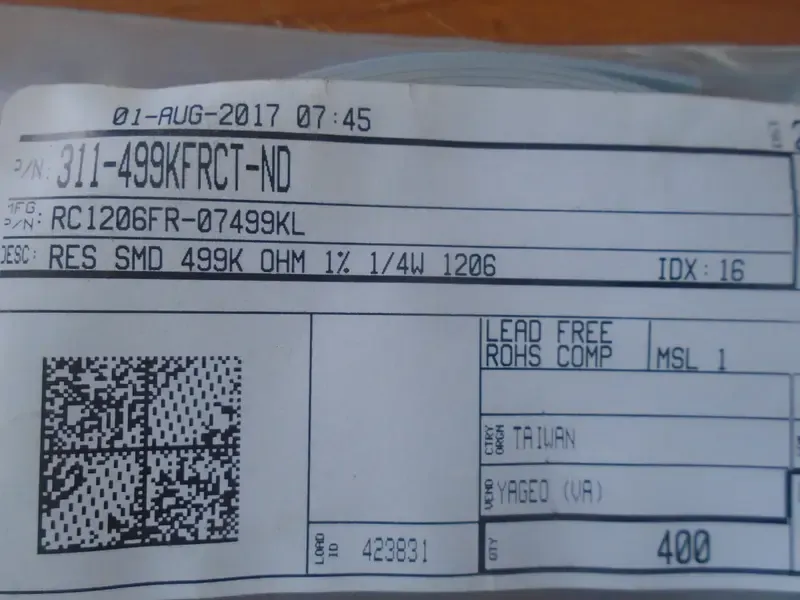 01-AUG-2017 07:45
P/N: 311-499KFRCT-ND
MFG
P/N: RC1206FR-07499KL
DESC: RES SMD 499K OHM 1% 1/4W 1206
IDX: 16
LEAD FREE
ROHS COMP
MSL 1
CTRY
ORGN TAIWAN
VEND YAGEO (VA)
LOAD
ID 423831
QTY 400